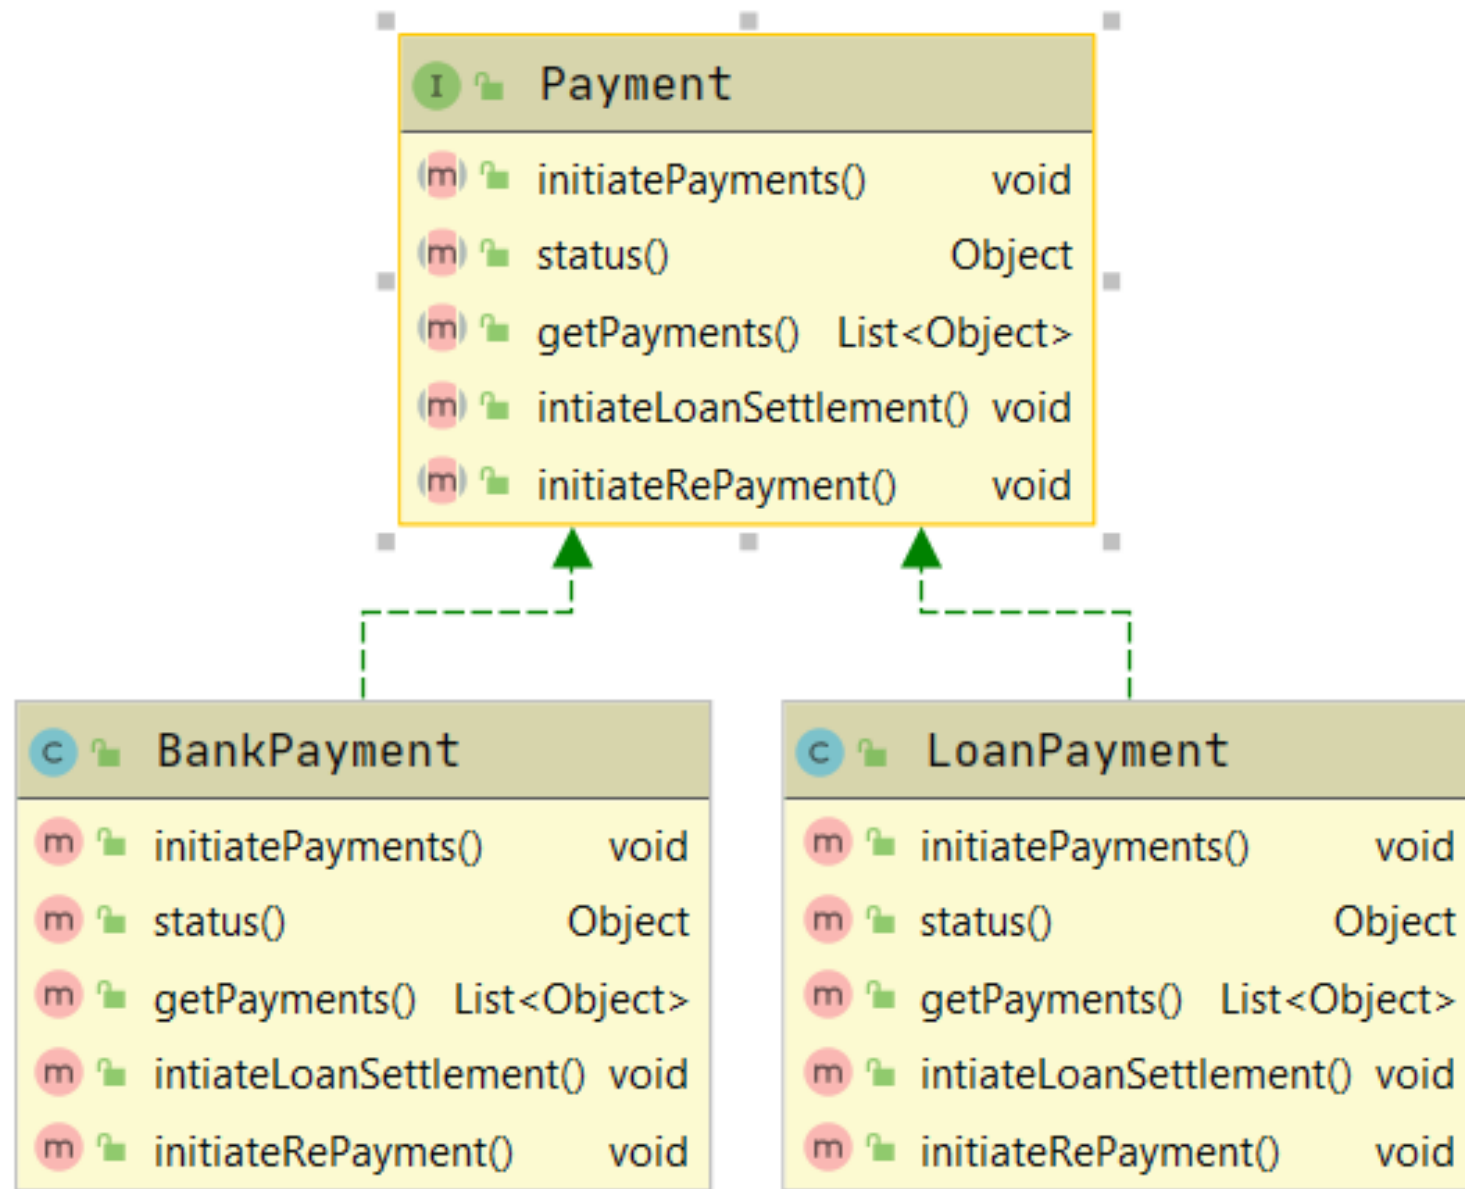 I Payment
m initiatePayments() void
m status() Object
m getPayments() List<Object>
m intiateLoanSettlement() void
m initiateRePayment() void
C BankPayment
m initiatePayments() void
m status() Object
m getPayments() List<Object>
m intiateLoanSettlement() void
m initiateRePayment() void
C LoanPayment
m initiatePayments() void
m status() Object
m getPayments() List<Object>
m intiateLoanSettlement() void
m initiateRePayment() void